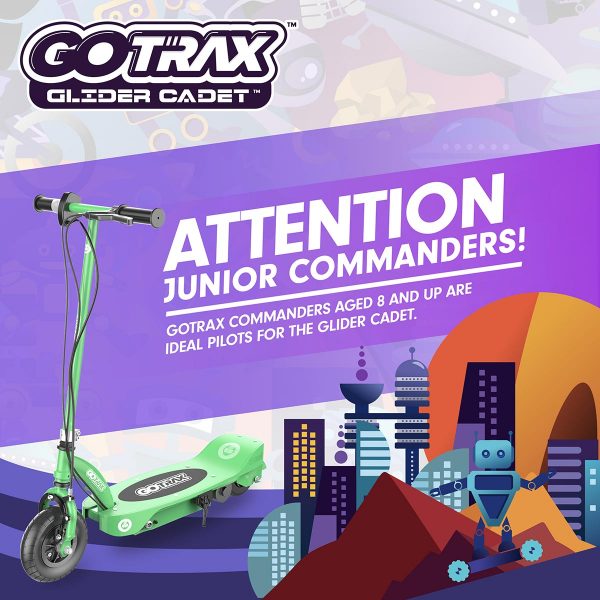 GOTRAX™
GLIDER CADET™
ATTENTION
JUNIOR COMMANDERS!
GOTRAX COMMANDERS AGED 8 AND UP ARE
IDEAL PILOTS FOR THE GLIDER CADET.
GOTRAX
GOTRAX